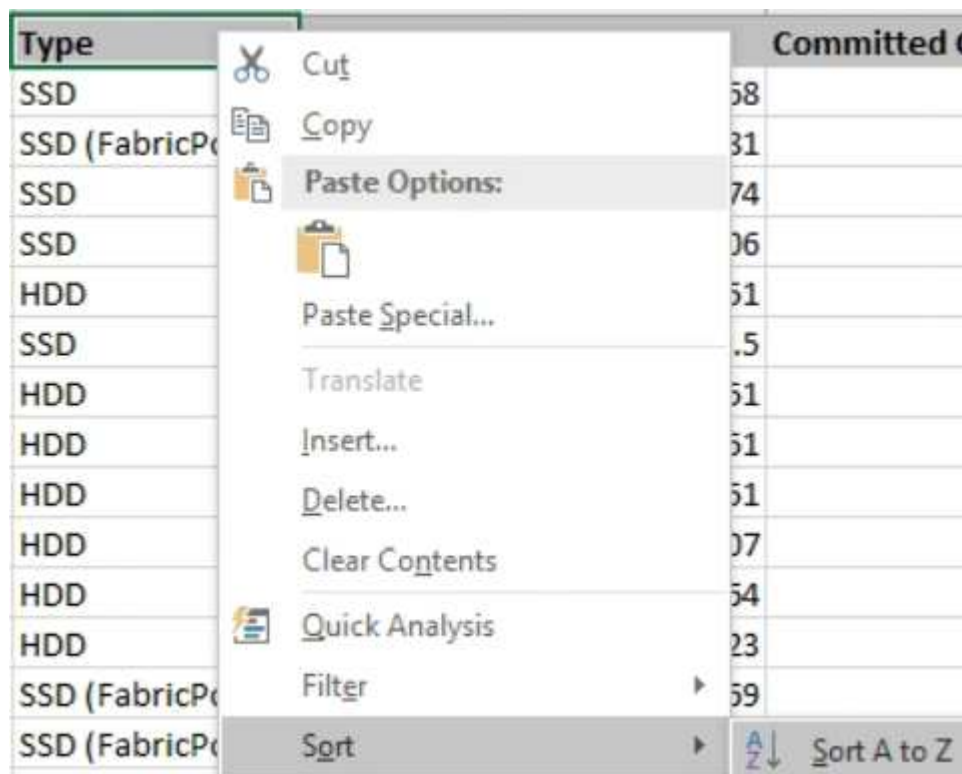 Type Committed
SSD 58
SSD (FabricP 31
SSD 74
SSD 06
HDD 51
SSD .5
HDD 51
HDD 51
HDD 51
HDD 07
HDD 54
HDD 23
SSD (FabricP 59
SSD (FabricP
Cut
Copy
Paste Options:
Paste Special...
Translate
Insert...
Delete...
Clear Contents
Quick Analysis
Filter
Sort
Sort A to Z